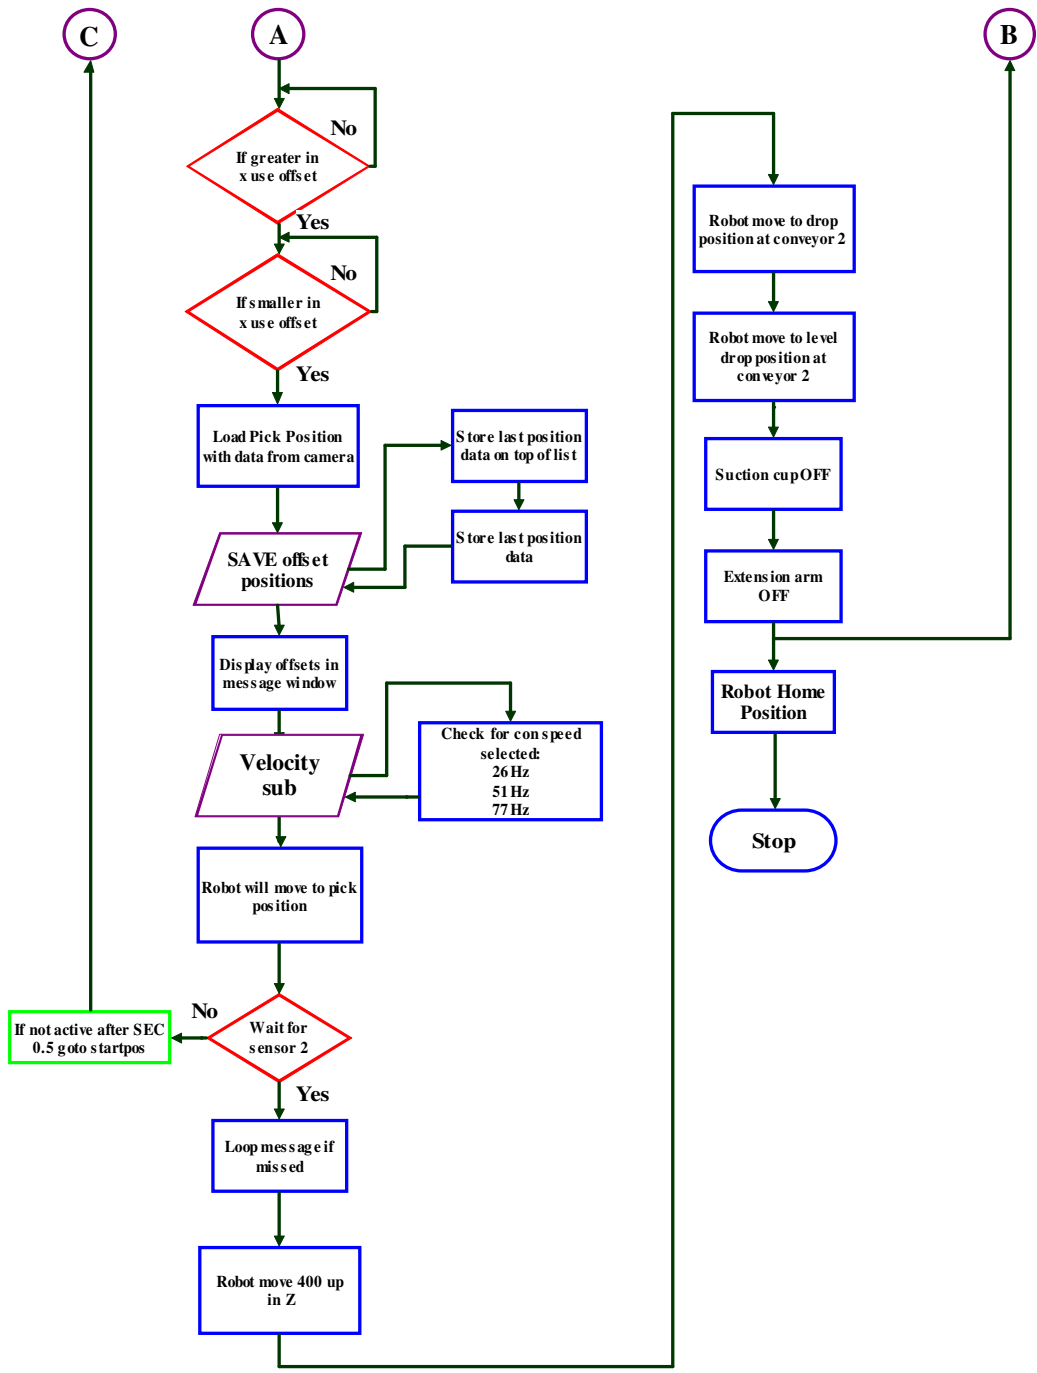 C
A
B
If greater in
x use offset
No
Yes
If smaller in
x use offset
No
Yes
Load Pick Position
with data from camera
Store last position
data on top of list
Store last position
data
SAVE offset
positions
Display offsets in
message window
Velocity
sub
Check for con speed
selected:
26 Hz
51 Hz
77 Hz
Robot will move to pick
position
Wait for
sensor 2
No
If not active after SEC
0.5 goto startpos
Yes
Loop message if
missed
Robot move 400 up
in Z
Robot move to drop
position at conveyor 2
Robot move to level
drop position at
conveyor 2
Suction cup OFF
Extension arm
OFF
Robot Home
Position
Stop